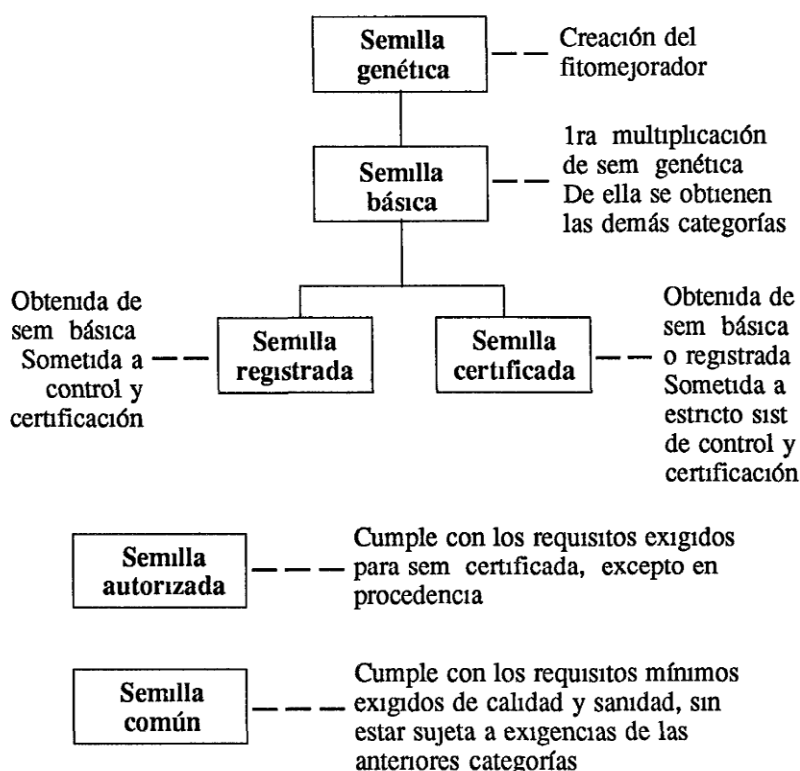 Semilla
genética
Creación del
fitomejorador
Semilla
básica
1ra multiplicación
de sem genética
De ella se obtienen
las demás categorías
Obtenida de
sem básica
Sometida a
control y
certificación
Semilla
registrada
Semilla
certificada
Obtenida de
sem básica
o registrada
Sometida a
estricto sist
de control y
certificación
Semilla
autorizada
Cumple con los requisitos exigidos
para sem certificada, excepto en
procedencia
Semilla
común
Cumple con los requisitos mínimos
exigidos de calidad y sanidad, sin
estar sujeta a exigencias de las
anteriores categorías